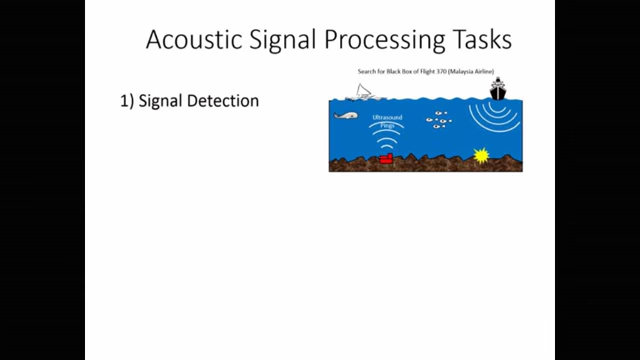 Acoustic Signal Processing Tasks
Search for Black Box of Flight 370 (Malaysia Airline)
1) Signal Detection
Ultrasound
Pings